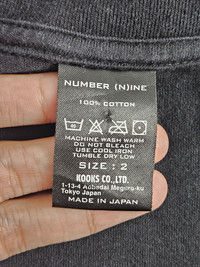 NUMBER (N)INE
100% COTTON
MACHINE WASH WARM
DO NOT BLEACH
USE COOL IRON
TUMBLE DRY LOW
SIZE : 2
KOOKS CO.,LTD.
1-13-4 Aobadai Meguro-ku
Tokyo Japan
MADE IN JAPAN